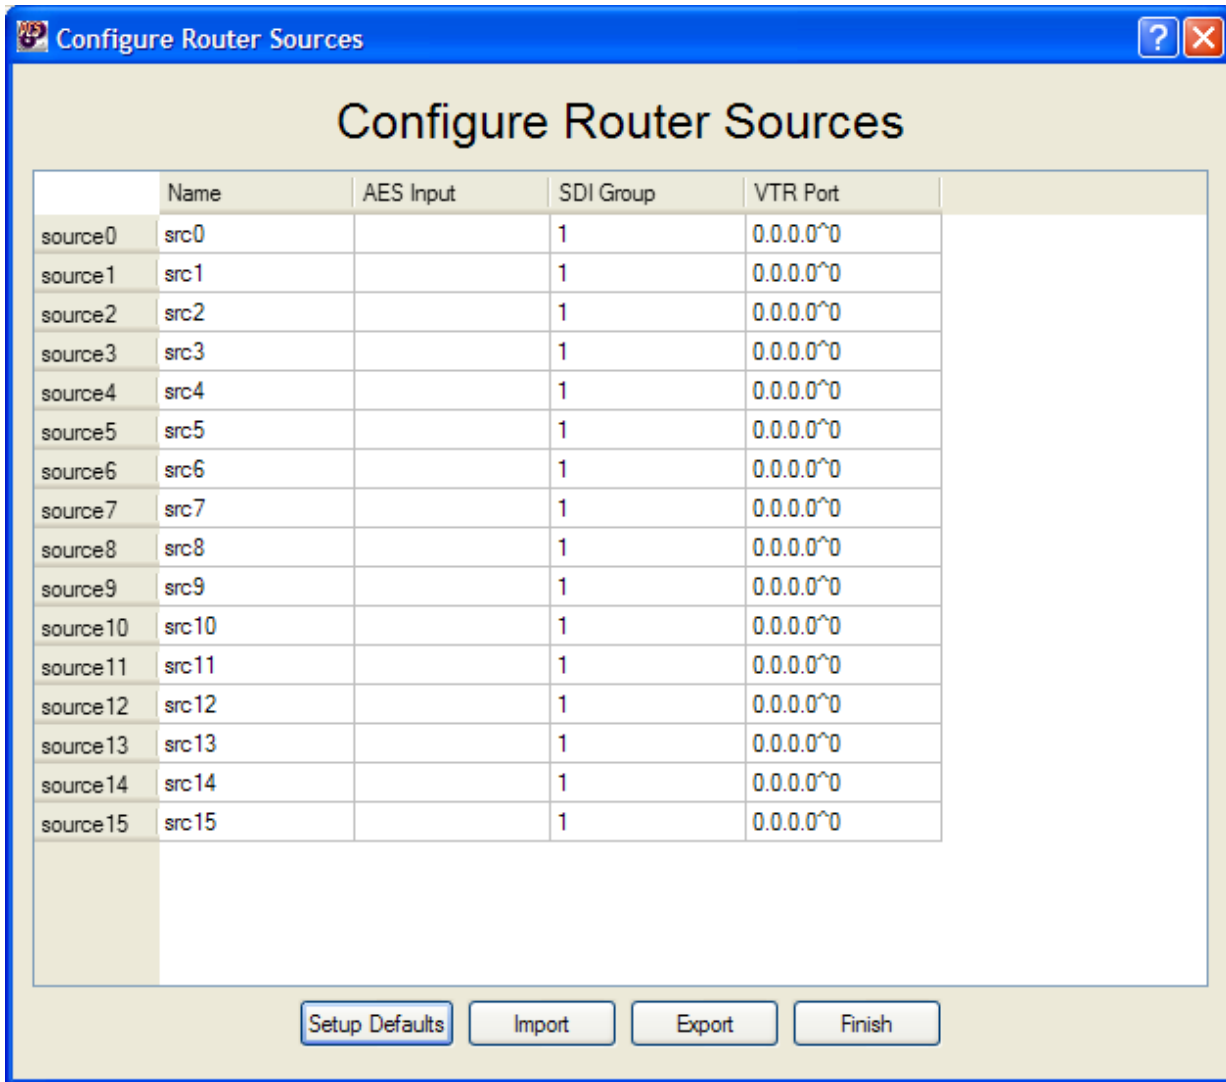 Configure Router Sources
Configure Router Sources
Name AES Input SDI Group VTR Port
source0 src0 1 0.0.0.0^0
source1 src1 1 0.0.0.0^0
source2 src2 1 0.0.0.0^0
source3 src3 1 0.0.0.0^0
source4 src4 1 0.0.0.0^0
source5 src5 1 0.0.0.0^0
source6 src6 1 0.0.0.0^0
source7 src7 1 0.0.0.0^0
source8 src8 1 0.0.0.0^0
source9 src9 1 0.0.0.0^0
source10 src10 1 0.0.0.0^0
source11 src11 1 0.0.0.0^0
source12 src12 1 0.0.0.0^0
source13 src13 1 0.0.0.0^0
source14 src14 1 0.0.0.0^0
source15 src15 1 0.0.0.0^0
Setup Defaults Import Export Finish